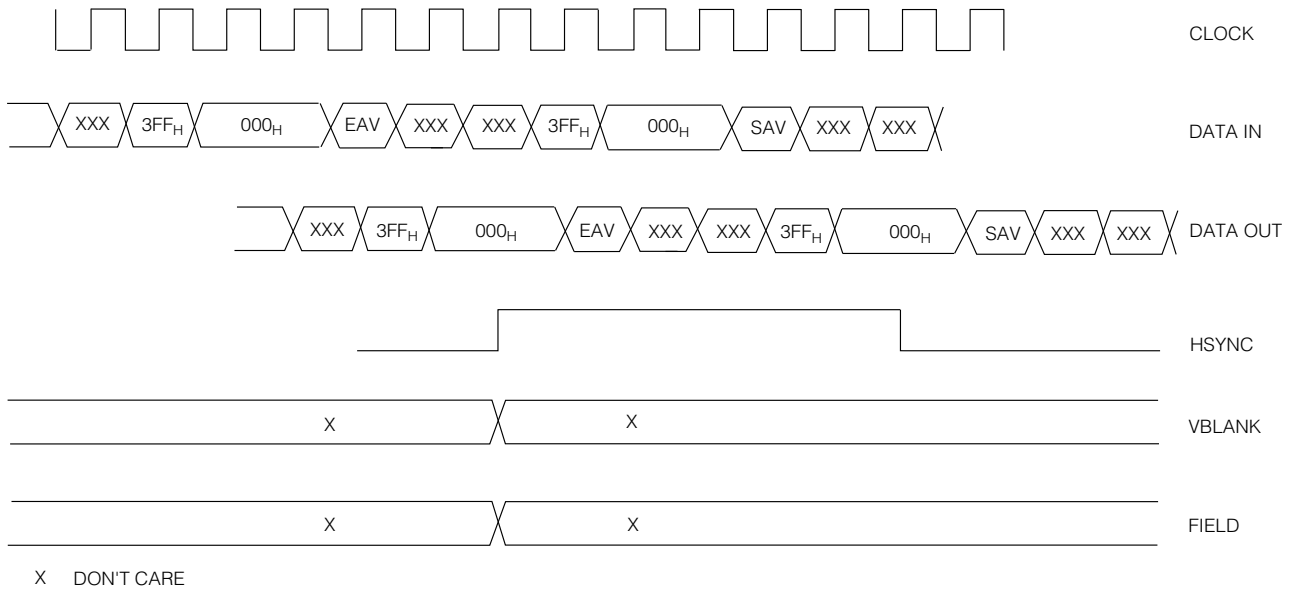 CLOCK
XXX 3FFH 000H EAV XXX XXX 3FFH 000H SAV XXX XXX DATA IN
XXX 3FFH 000H EAV XXX XXX 3FFH 000H SAV XXX XXX DATA OUT
HSYNC
X X VBLANK
X X FIELD
X DON'T CARE